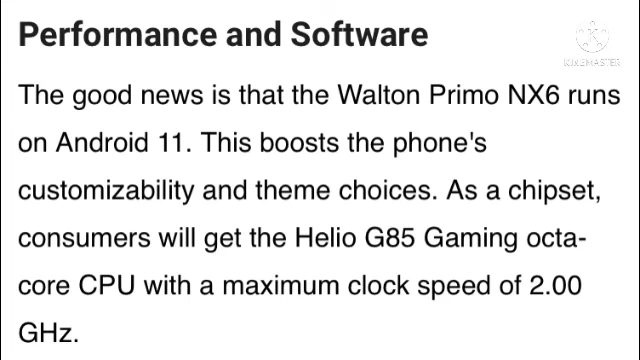 Performance and Software
KINEMASTER
The good news is that the Walton Primo NX6 runs
on Android 11. This boosts the phone's
customizability and theme choices. As a chipset,
consumers will get the Helio G85 Gaming octa-
core CPU with a maximum clock speed of 2.00
GHz.